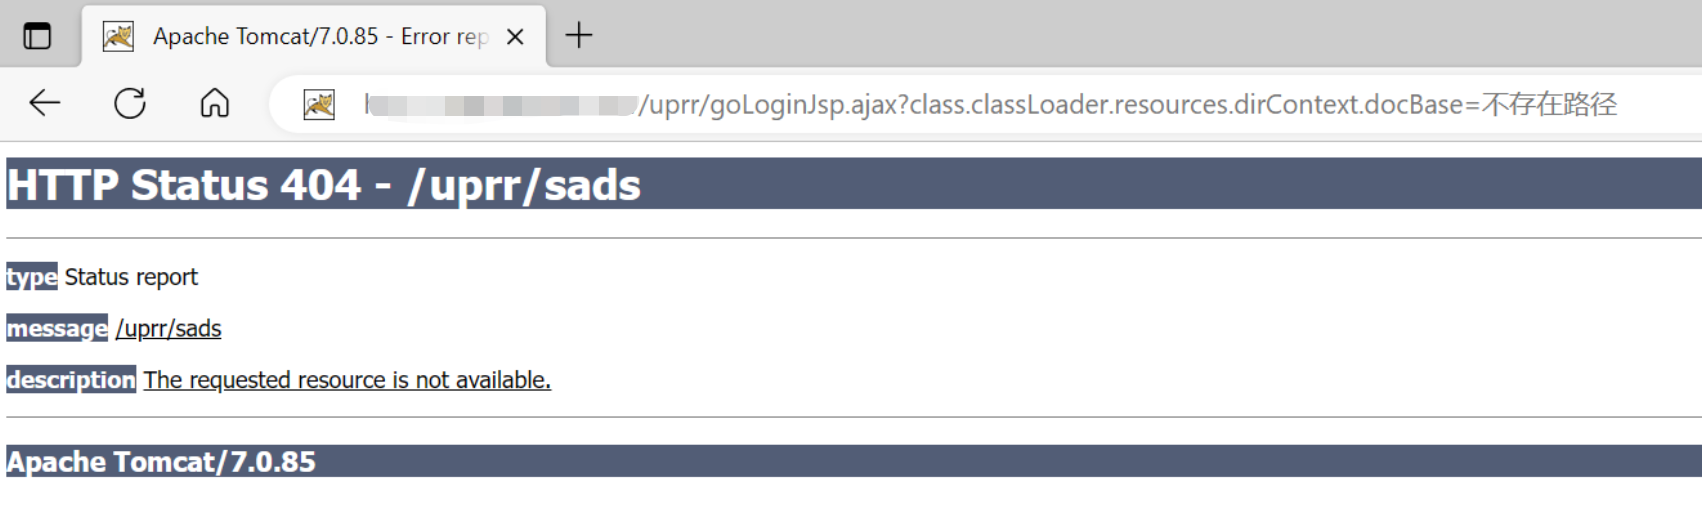 Apache Tomcat/7.0.85 - Error rep
/uprr/goLoginJsp.ajax?class.classLoader.resources.dirContext.docBase=不存在路径
HTTP Status 404 - /uprr/sads
type Status report
message /uprr/sads
description The requested resource is not available.
Apache Tomcat/7.0.85